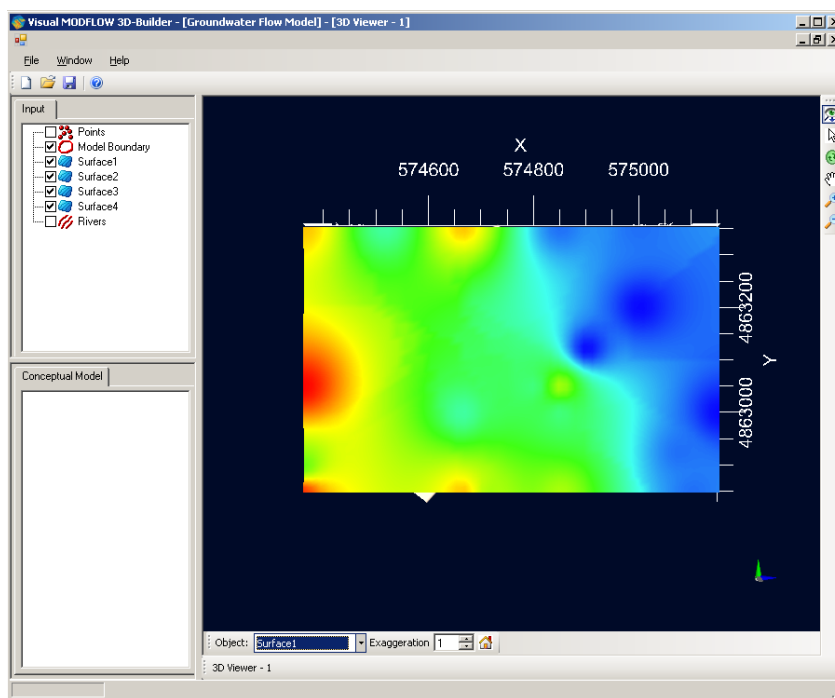 Visual MODFLOW 3D-Builder - [Groundwater Flow Model] - [3D Viewer - 1]
File Window Help
Input
Points
Model Boundary
Surface1
Surface2
Surface3
Surface4
Rivers
Conceptual Model
X
574600 574800 575000
4863200
Y
4863000
Object: Surface1 Exaggeration 1
3D Viewer - 1